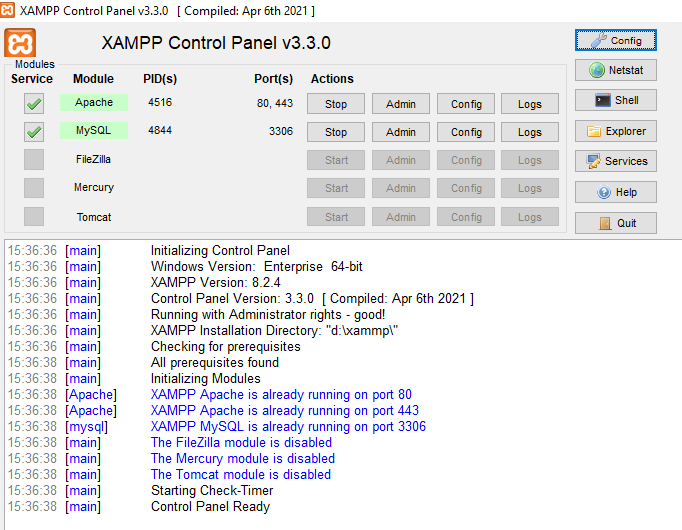 XAMPP Control Panel v3.3.0 [ Compiled: Apr 6th 2021 ]
XAMPP Control Panel v3.3.0
Config
Modules
Service Module PID(s) Port(s) Actions
Netstat
Apache 4516 80, 443 Stop Admin Config Logs
Shell
MySQL 4844 3306 Stop Admin Config Logs
Explorer
FileZilla Start Admin Config Logs
Services
Mercury Start Admin Config Logs
Help
Tomcat Start Admin Config Logs
Quit
15:36:36 [main] Initializing Control Panel
15:36:36 [main] Windows Version: Enterprise 64-bit
15:36:36 [main] XAMPP Version: 8.2.4
15:36:36 [main] Control Panel Version: 3.3.0 [ Compiled: Apr 6th 2021 ]
15:36:36 [main] Running with Administrator rights - good!
15:36:36 [main] XAMPP Installation Directory: "d:\xammp\"
15:36:36 [main] Checking for prerequisites
15:36:38 [main] All prerequisites found
15:36:38 [main] Initializing Modules
15:36:38 [Apache] XAMPP Apache is already running on port 80
15:36:38 [Apache] XAMPP Apache is already running on port 443
15:36:38 [mysql] XAMPP MySQL is already running on port 3306
15:36:38 [main] The FileZilla module is disabled
15:36:38 [main] The Mercury module is disabled
15:36:38 [main] The Tomcat module is disabled
15:36:38 [main] Starting Check-Timer
15:36:38 [main] Control Panel Ready